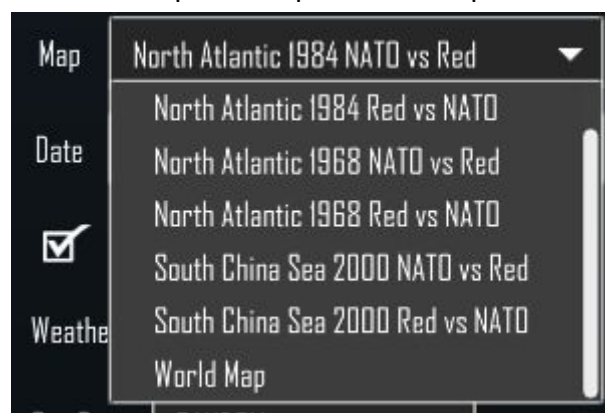 Map
North Atlantic 1984 NATO vs Red
North Atlantic 1984 Red vs NATO
Date
North Atlantic 1968 NATO vs Red
North Atlantic 1968 Red vs NATO
South China Sea 2000 NATO vs Red
Weathe
South China Sea 2000 Red vs NATO
World Map